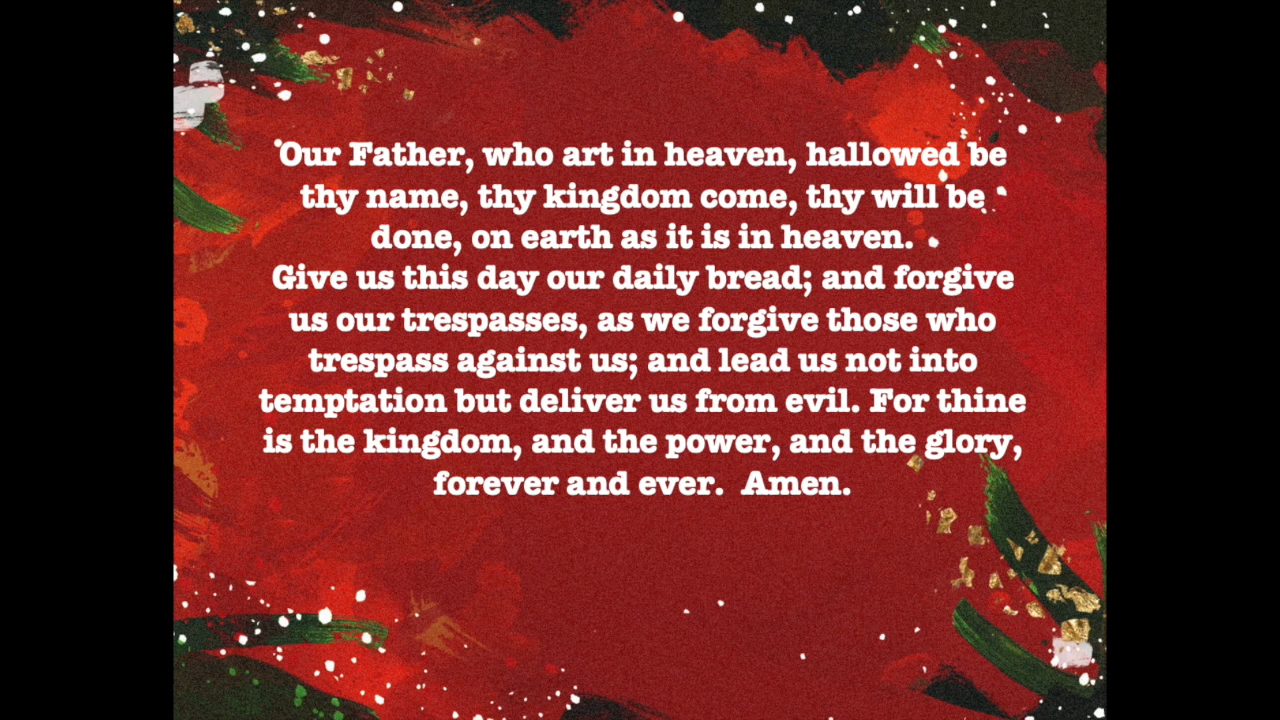 Our Father, who art in heaven, hallowed be
thy name, thy kingdom come, thy will be
done, on earth as it is in heaven.
Give us this day our daily bread; and forgive
us our trespasses, as we forgive those who
trespass against us; and lead us not into
temptation but deliver us from evil. For thine
is the kingdom, and the power, and the glory,
forever and ever.  Amen.